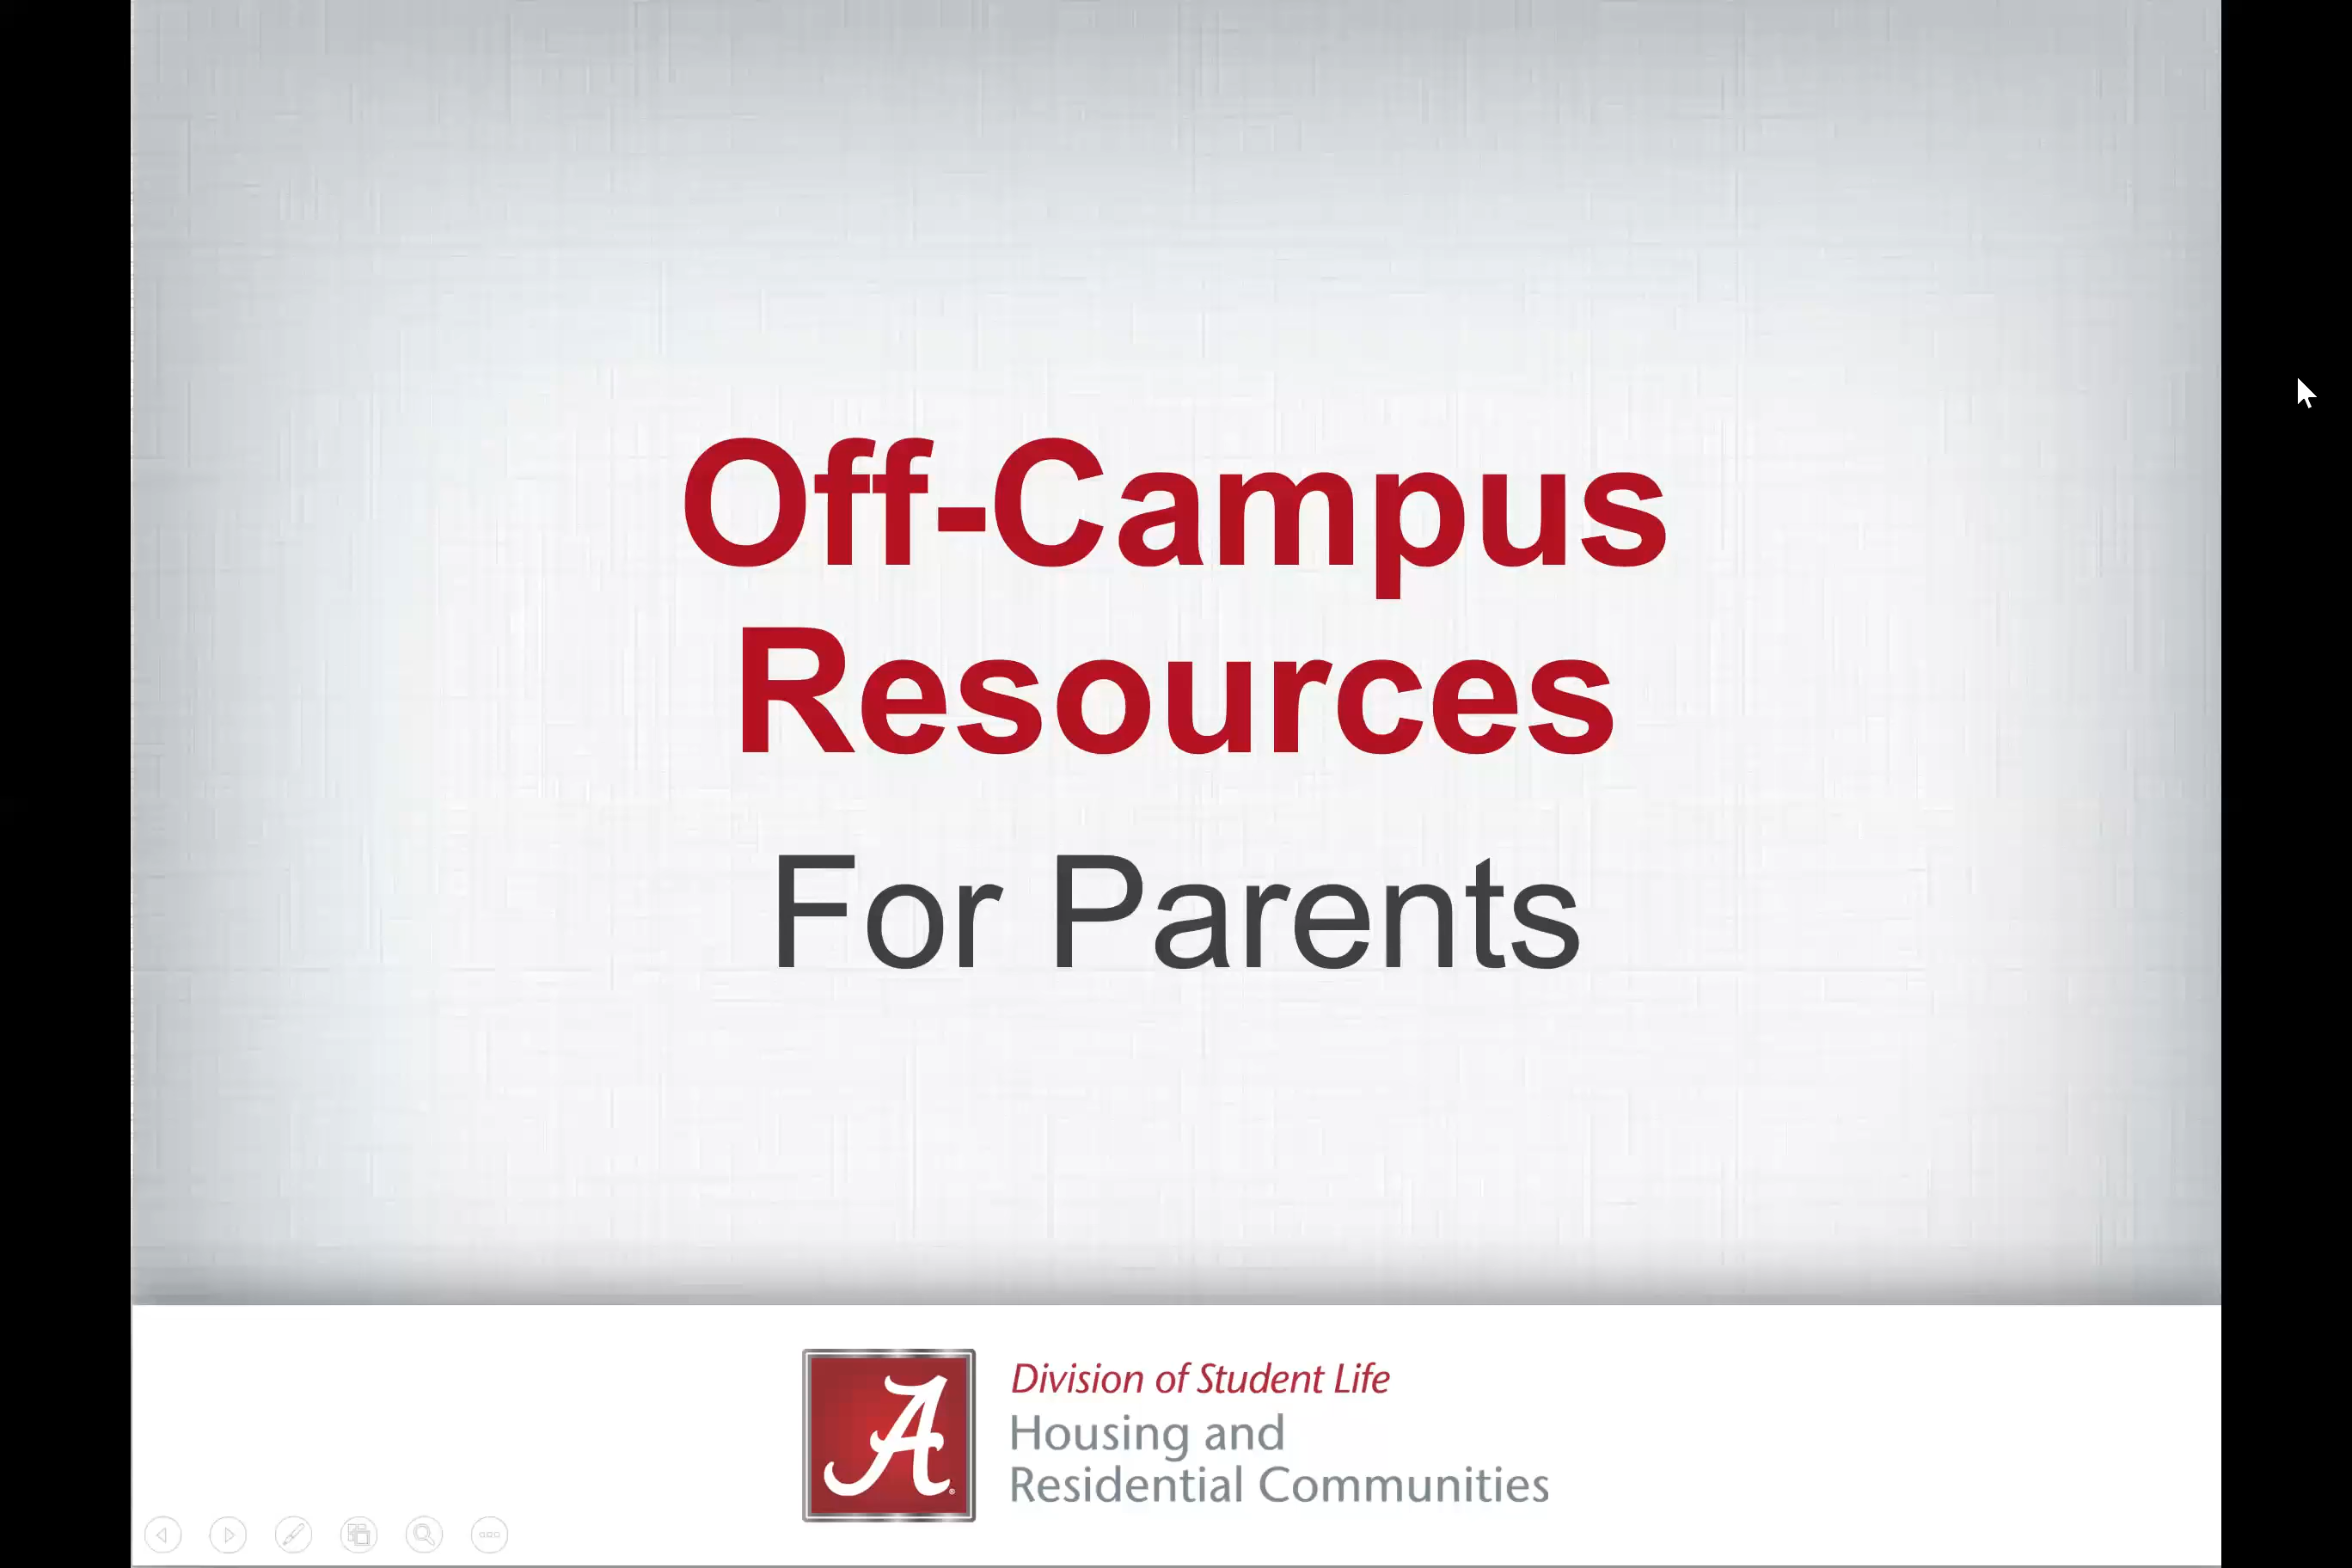 Off-Campus
Resources
For Parents
A
Division of Student Life
Housing and
Residential Communities